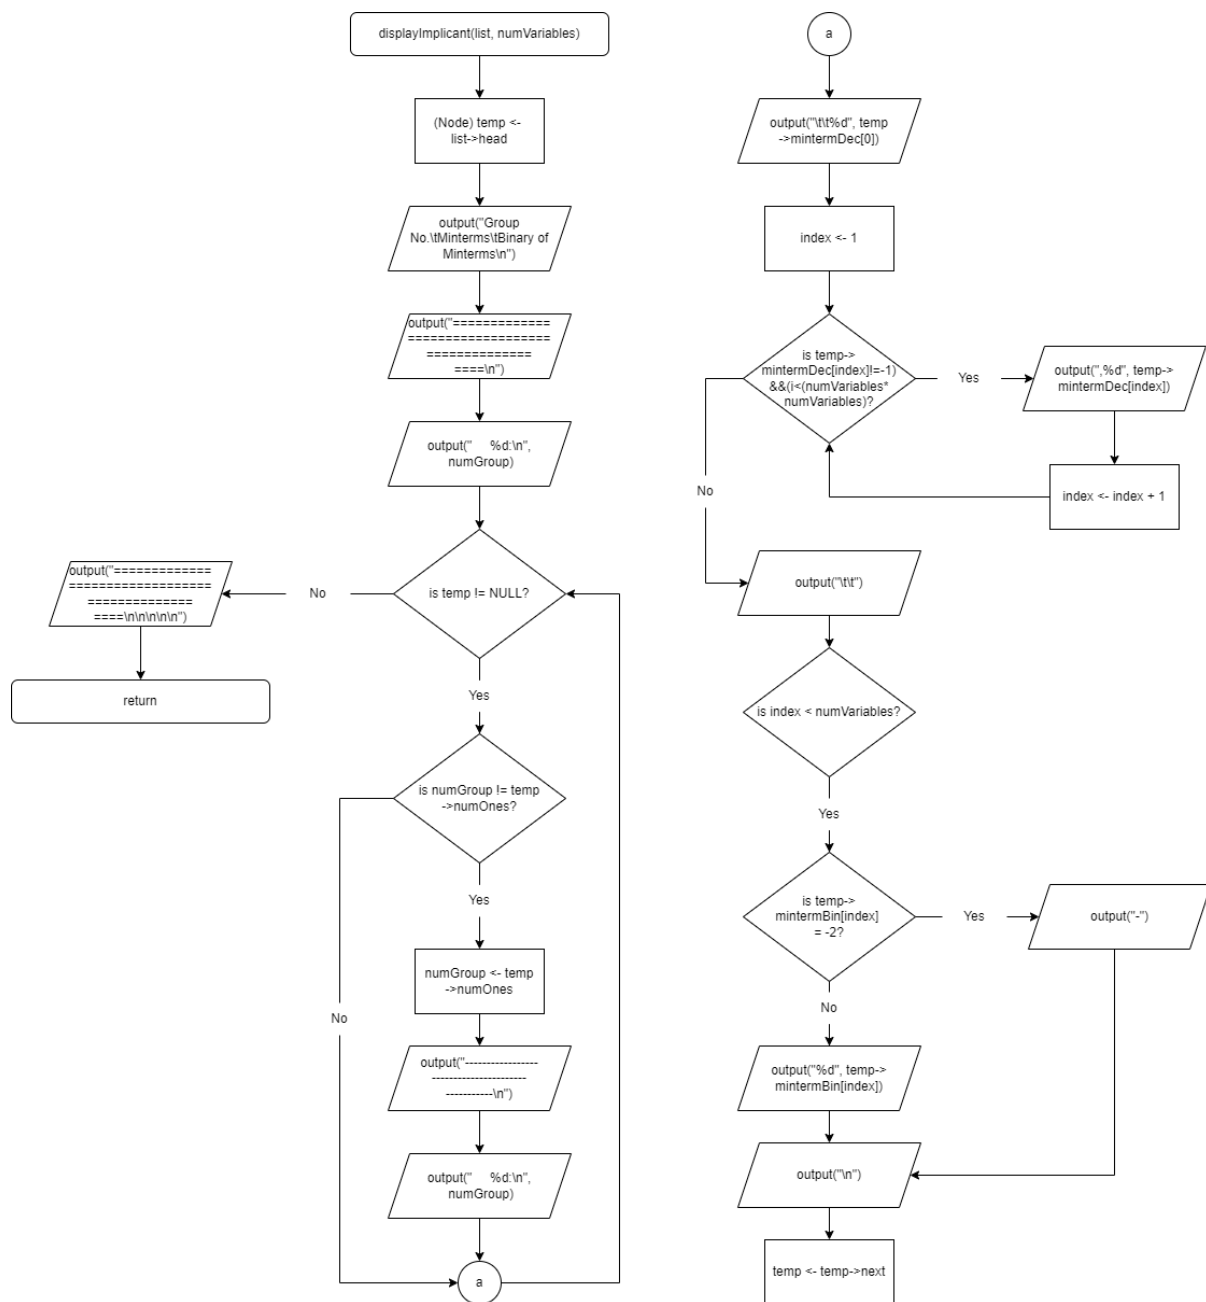 displayImplicant(list, numVariables)
(Node) temp <-
list->head
output("Group
No.\tMinterms\tBinary of
Minterms\n")
output("=============
===================
==============
====\n")
output("     %d:\n",
numGroup)
is temp != NULL?
No
output("=============
===================
==============
====\n\n\n\n\n")
return
Yes
is numGroup != temp
->numOnes?
Yes
No
numGroup <- temp
->numOnes
output("-----------------
----------------------
-----------\n")
output("     %d:\n",
numGroup)
a
a
output("\t\t%d", temp
->mintermDec[0])
index <- 1
is temp->
mintermDec[index]!=-1)
&&(i<(numVariables*
numVariables)?
Yes
output(",%d", temp->
mintermDec[index])
index <- index + 1
No
output("\t\t")
is index < numVariables?
Yes
is temp->
mintermBin[index]
= -2?
Yes
output("-")
No
output("%d", temp->
mintermBin[index])
output("\n")
temp <- temp->next